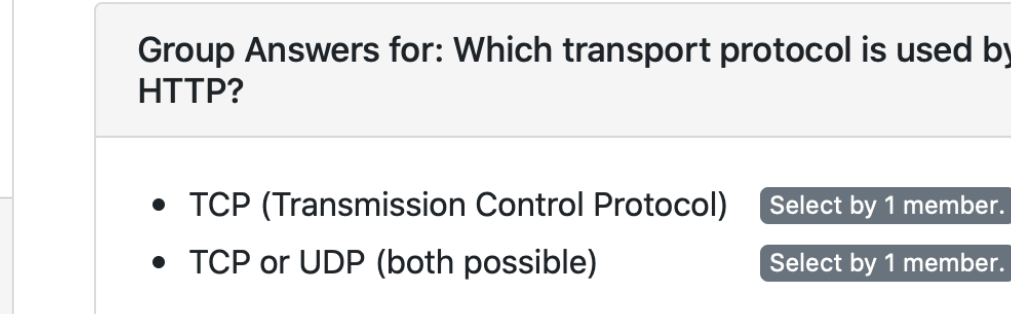 Group Answers for: Which transport protocol is used by
HTTP?
TCP (Transmission Control Protocol) Select by 1 member.
TCP or UDP (both possible) Select by 1 member.